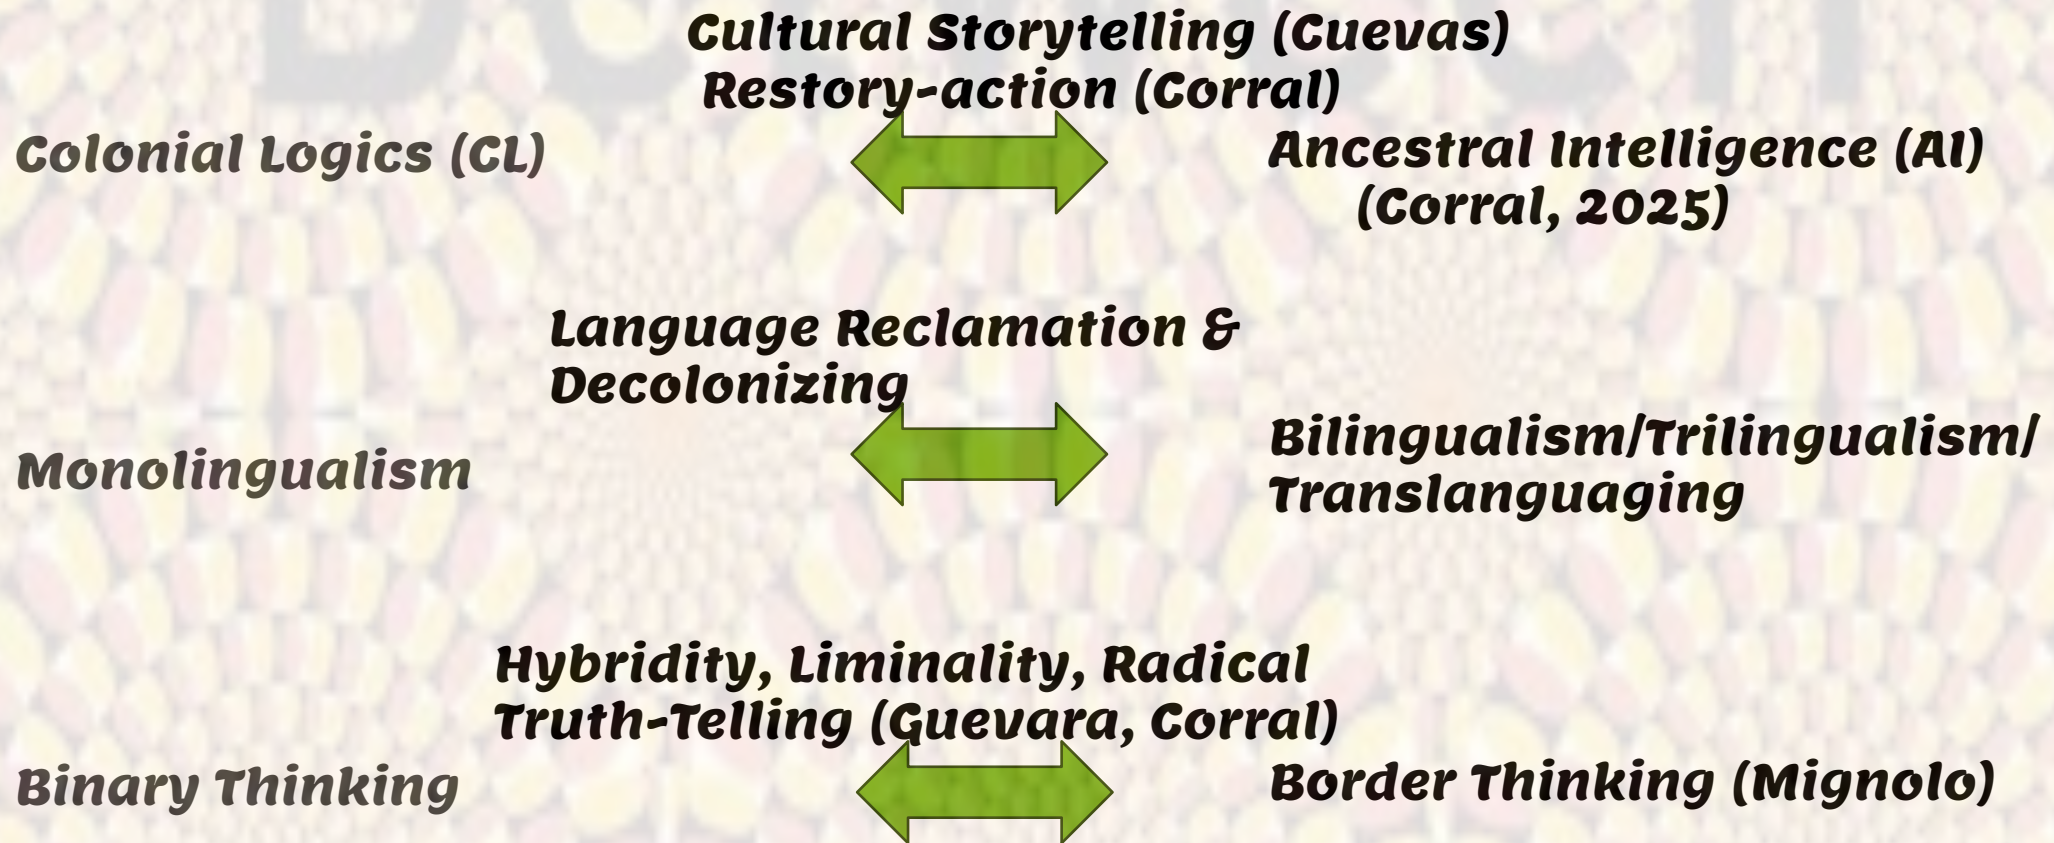 Cultural Storytelling (Cuevas)
Restory-action (Corral)
Colonial Logics (CL)
Ancestral Intelligence (AI)
(Corral, 2025)
Language Reclamation &
Decolonizing
Monolingualism
Bilingualism/Trilingualism/
Translanguaging
Hybridity, Liminality, Radical
Truth-Telling (Guevara, Corral)
Binary Thinking
Border Thinking (Mignolo)